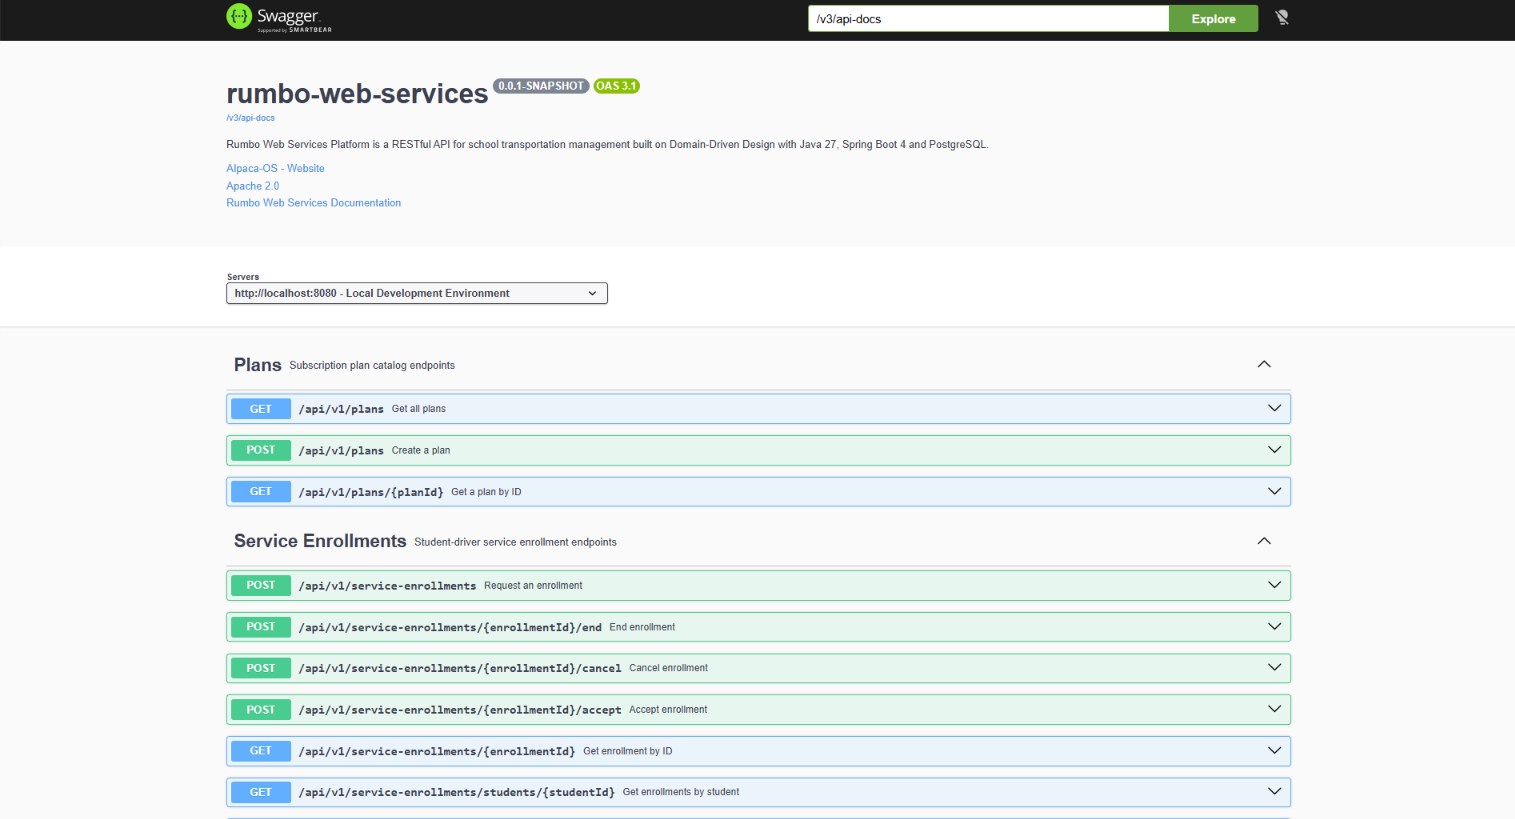 Swagger
Supported by SMARTBEAR
/v3/api-docs
Explore
rumbo-web-services 0.0.1-SNAPSHOT OAS 3.1
/v3/api-docs
Rumbo Web Services Platform is a RESTful API for school transportation management built on Domain-Driven Design with Java 27, Spring Boot 4 and PostgreSQL.
Alpaca-OS - Website
Apache 2.0
Rumbo Web Services Documentation
Servers
http://localhost:8080 - Local Development Environment
Plans Subscription plan catalog endpoints
GET /api/v1/plans Get all plans
POST /api/v1/plans Create a plan
GET /api/v1/plans/{planId} Get a plan by ID
Service Enrollments Student-driver service enrollment endpoints
POST /api/v1/service-enrollments Request an enrollment
POST /api/v1/service-enrollments/{enrollmentId}/end End enrollment
POST /api/v1/service-enrollments/{enrollmentId}/cancel Cancel enrollment
POST /api/v1/service-enrollments/{enrollmentId}/accept Accept enrollment
GET /api/v1/service-enrollments/{enrollmentId} Get enrollment by ID
GET /api/v1/service-enrollments/students/{studentId} Get enrollments by student